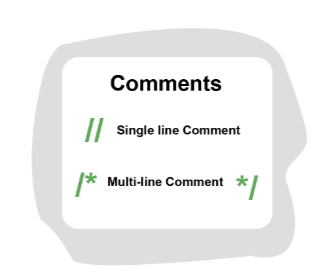 Comments
// Single line Comment
/* Multi-line Comment */